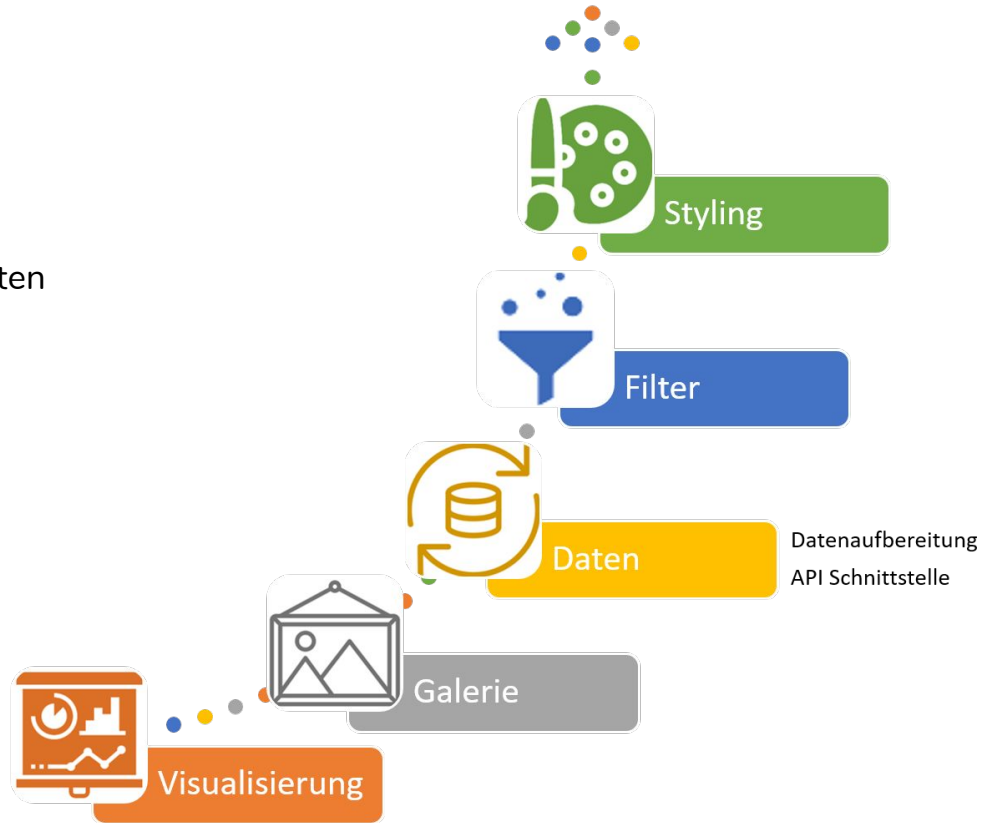 Styling
ten
Filter
Daten
Datenaufbereitung
API Schnittstelle
Galerie
Visualisierung